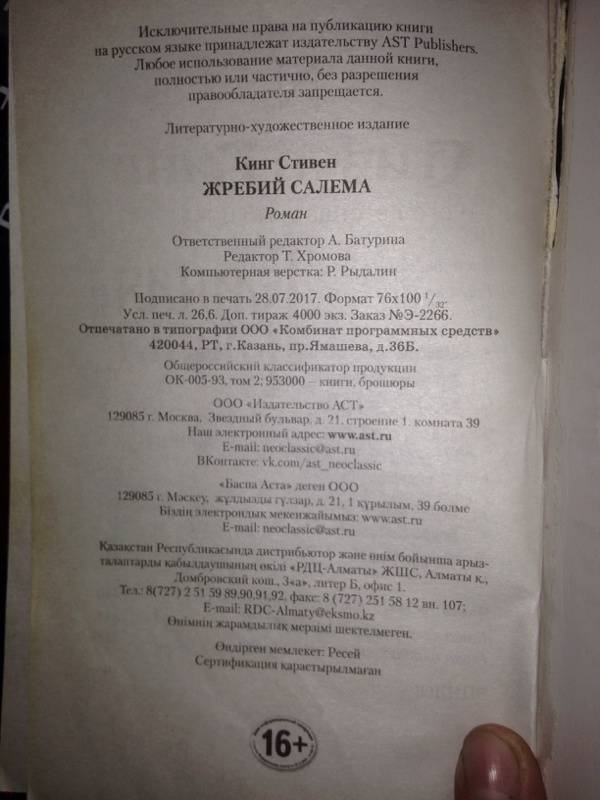 Исключительные права на публикацию книги
на русском языке принадлежат издательству AST Publishers.
Любое использование материала данной книги,
полностью или частично, без разрешения
правообладателя запрещается.
Литературно-художественное издание
Кинг Стивен
ЖРЕБИЙ САЛЕМА
Роман
Ответственный редактор А. Батурина
Редактор Т. Хромова
Компьютерная верстка: Р. Рыдалин
Подписано в печать 28.07.2017. Формат 76х100 1/32.
Усл. печ. л. 26,6. Доп. тираж 4000 экз. Заказ №Э-2266.
Отпечатано в типографии ООО «Комбинат программных средств»
420044, РТ, г.Казань, пр.Ямашева, д.36Б.
Общероссийский классификатор продукции
ОК-005-93, том 2; 953000 – книги, брошюры
ООО «Издательство АСТ»
129085 г. Москва, Звездный бульвар, д. 21, строение 1, комната 39
Наш электронный адрес: www.ast.ru
E-mail: neoclassic@ast.ru
ВКонтакте: vk.com/ast_neoclassic
«Баспа Аста» деген ООО
129085 г. Мәскеу, жұлдызды гүлзар, д. 21, 1 құрылым, 39 бөлме
Біздің электрондық мекенжайымыз: www.ast.ru
E-mail: neoclassic@ast.ru
Қазақстан Республикасында дистрибьютор және өнім бойынша арыз-
талаптарды қабылдаушының өкілі «РДЦ-Алматы» ЖШС, Алматы қ.,
Домбровский көш., 3«а», литер Б, офис 1.
Тел.: 8(727) 2 51 59 89,90,91,92, факс: 8 (727) 251 58 12 вн. 107;
E-mail: RDC-Almaty@eksmo.kz
Өнімнің жарамдылық мерзімі шектелмеген.
Өндірген мемлекет: Ресей
Сертификация қарастырылмаған
16+